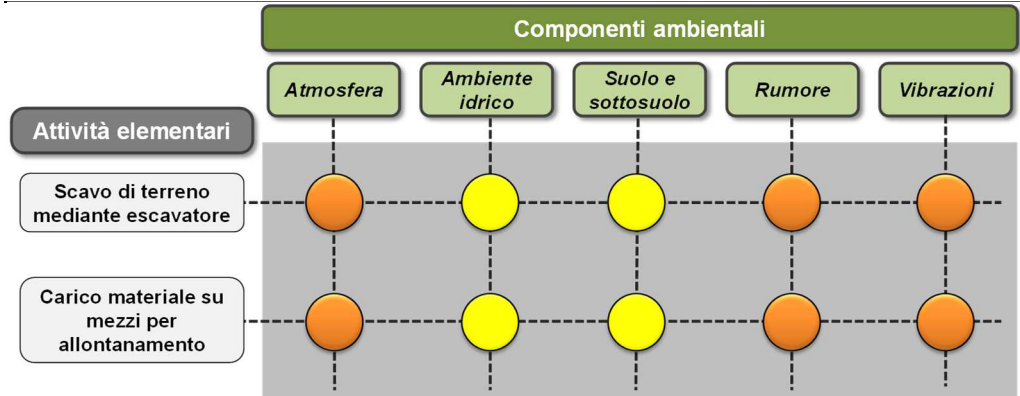 Componenti ambientali
Atmosfera
Ambiente
idrico
Suolo e
sottosuolo
Rumore
Vibrazioni
Attività elementari
Scavo di terreno
mediante escavatore
Carico materiale su
mezzi per
allontanamento